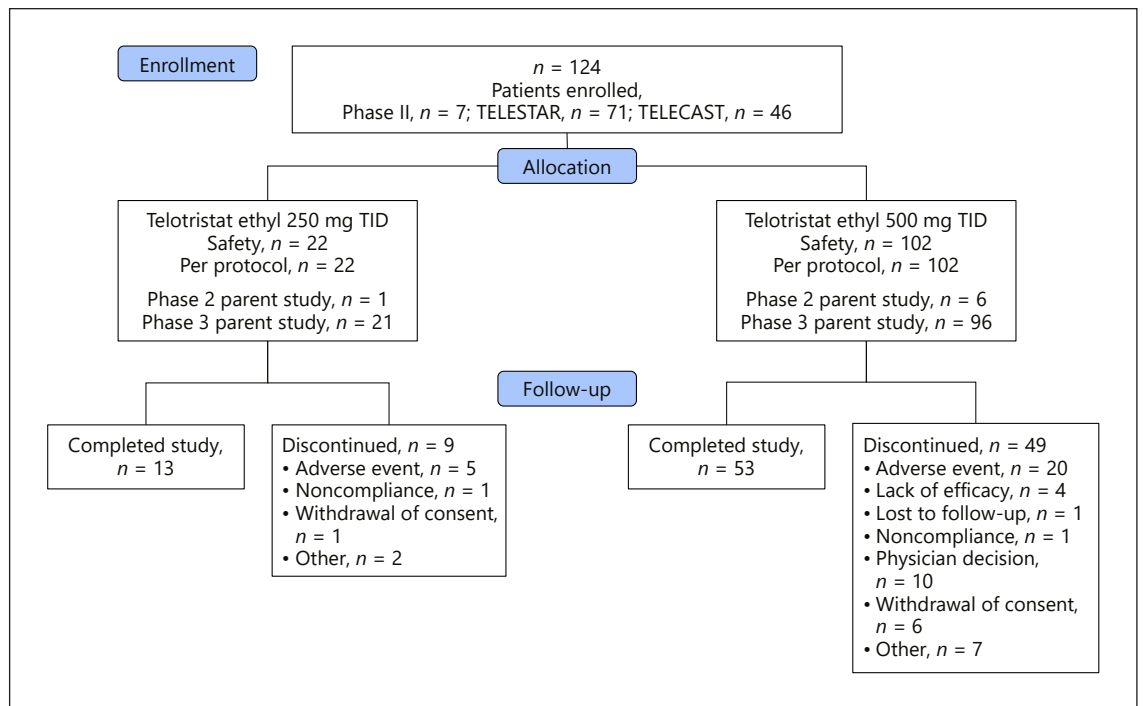 Enrollment
n = 124
Patients enrolled,
Phase II, n = 7; TELESTAR, n = 71; TELECAST, n = 46
Allocation
Telotristat ethyl 250 mg TID
Safety, n = 22
Per protocol, n = 22
Phase 2 parent study, n = 1
Phase 3 parent study, n = 21
Telotristat ethyl 500 mg TID
Safety, n = 102
Per protocol, n = 102
Phase 2 parent study, n = 6
Phase 3 parent study, n = 96
Follow-up
Completed study,
n = 13
Discontinued, n = 9
• Adverse event, n = 5
• Noncompliance, n = 1
• Withdrawal of consent,
n = 1
• Other, n = 2
Completed study,
n = 53
Discontinued, n = 49
• Adverse event, n = 20
• Lack of efficacy, n = 4
• Lost to follow-up, n = 1
• Noncompliance, n = 1
• Physician decision,
n = 10
• Withdrawal of consent,
n = 6
• Other, n = 7